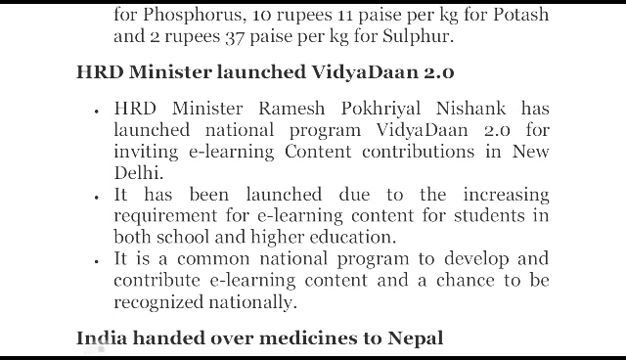 for Phosphorus, 10 rupees 11 paise per kg for Potash
and 2 rupees 37 paise per kg for Sulphur.
HRD Minister launched VidyaDaan 2.0
• HRD Minister Ramesh Pokhriyal Nishank has
launched national program VidyaDaan 2.0 for
inviting e-learning Content contributions in New
Delhi.
• It has been launched due to the increasing
requirement for e-learning content for students in
both school and higher education.
• It is a common national program to develop and
contribute e-learning content and a chance to be
recognized nationally.
India handed over medicines to Nepal